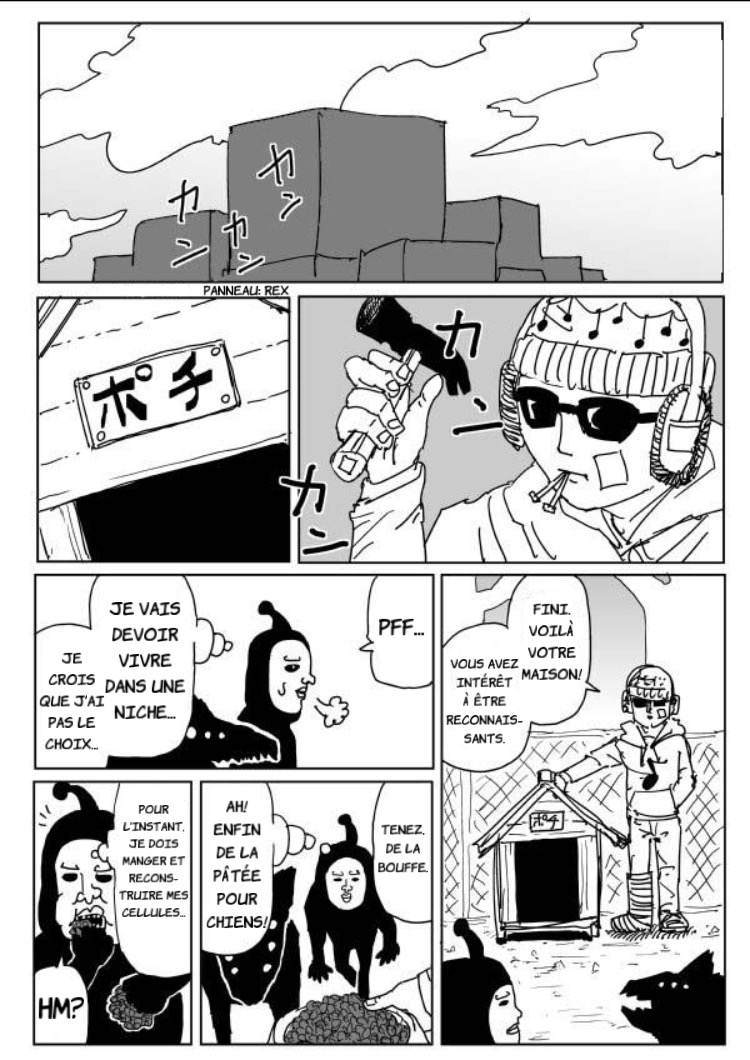 カン
カン
カン
PANNEAU: REX
カン
カン
ポチ
FINI.
VOILÀ
VOTRE
MAISON!
VOUS AVEZ
INTÉRÊT
À ÊTRE
RECONNAIS-
SANTS.
ポチ
PFF...
JE VAIS
DEVOIR
VIVRE
DANS UNE
NICHE...
JE
CROIS
QUE J'AI
PAS LE
CHOIX...
TENEZ.
DE LA
BOUFFE.
AH!
ENFIN
DE LA
PÂTÉE
POUR
CHIENS!
POUR
L'INSTANT.
JE DOIS
MANGER ET
RECONS-
TRUIRE MES
CELLULES...
HM?